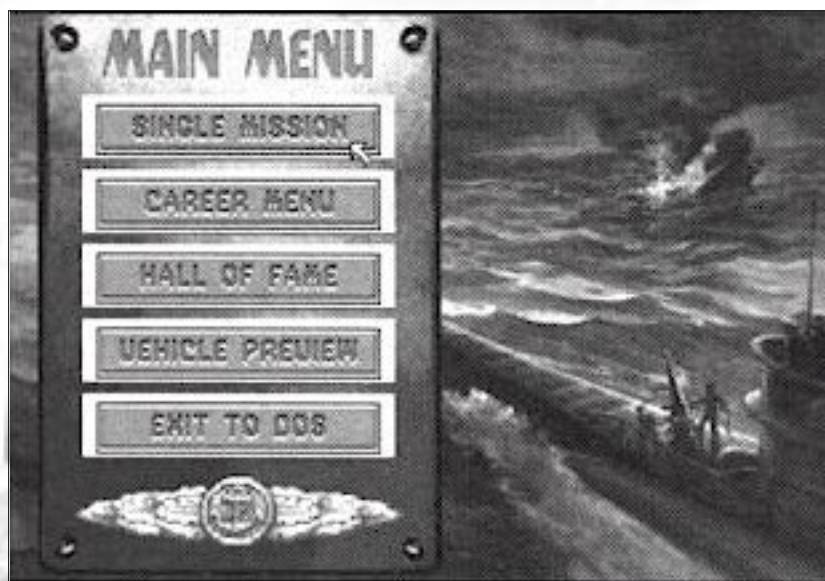 MAIN MENU
SINGLE MISSION
CAREER MENU
HALL OF FAME
VEHICLE PREVIEW
EXIT TO DOS